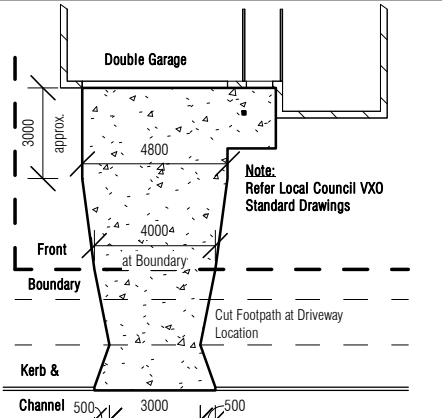 Double Garage
3000
approx.
4800
Note:
Refer Local Council VXO
Standard Drawings
4000
Front
at Boundary
Boundary
Cut Footpath at Driveway
Location
Kerb &
Channel
500
3000
500